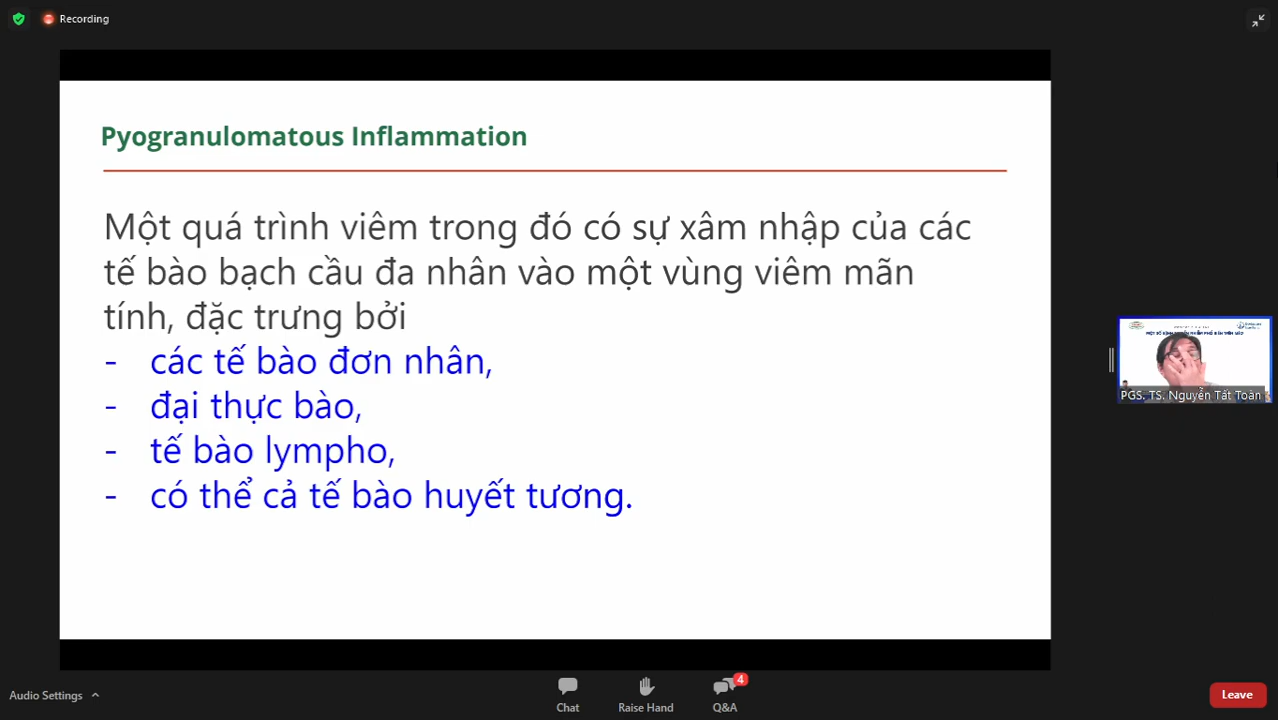 Recording
Pyogranulomatous Inflammation
Một quá trình viêm trong đó có sự xâm nhập của các
tế bào bạch cầu đa nhân vào một vùng viêm mãn
tính, đặc trưng bởi
- các tế bào đơn nhân,
- đại thực bào,
- tế bào lympho,
- có thể cả tế bào huyết tương.
PGS. TS. Nguyễn Tất Toàn
Audio Settings
Chat
Raise Hand
4
Q&A
Leave